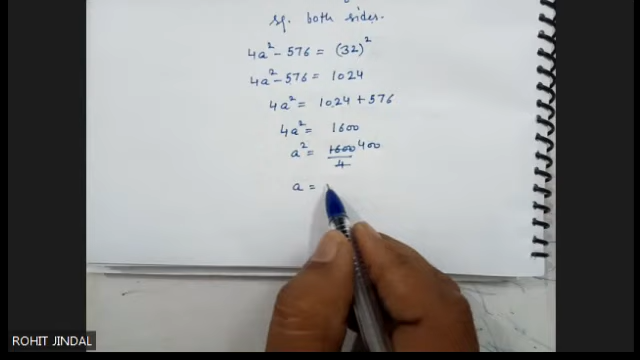 sq. both sides.
4a² - 576 = (32)²
4a² - 576 = 1024
4a² = 1024 + 576
4a² = 1600
a² = 1600/4 400
a =
ROHIT JINDAL